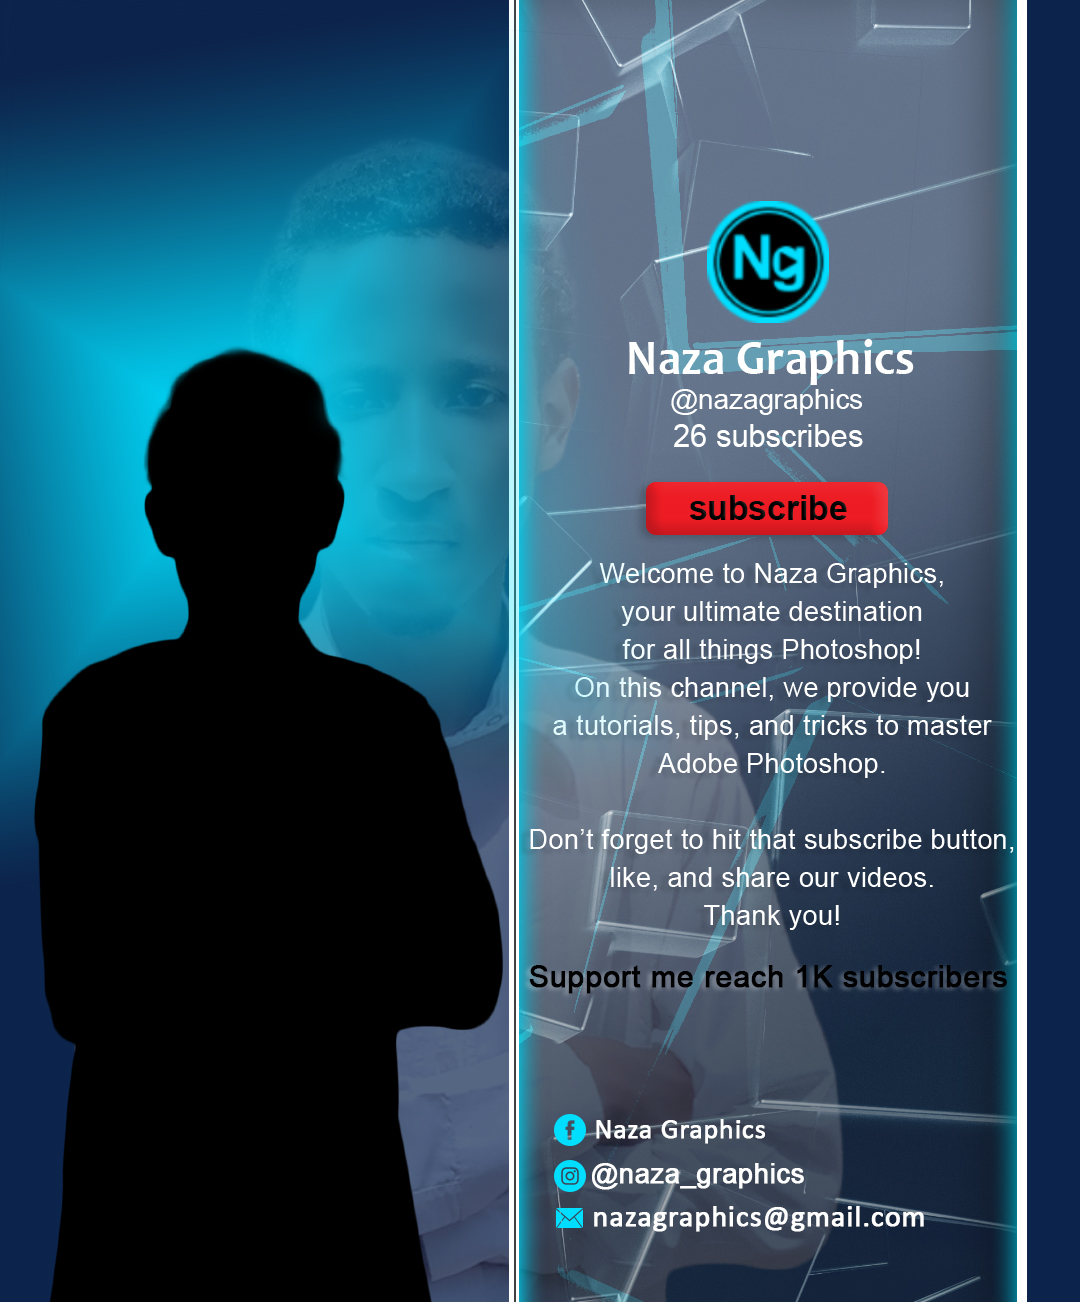 Ng
Naza Graphics
@nazagraphics
26 subscribes
subscribe
Welcome to Naza Graphics,
your ultimate destination
for all things Photoshop!
On this channel, we provide you
a tutorials, tips, and tricks to master
Adobe Photoshop.
Don’t forget to hit that subscribe button,
like, and share our videos.
Thank you!
Support me reach 1K subscribers
Naza Graphics
@naza_graphics
nazagraphics@gmail.com